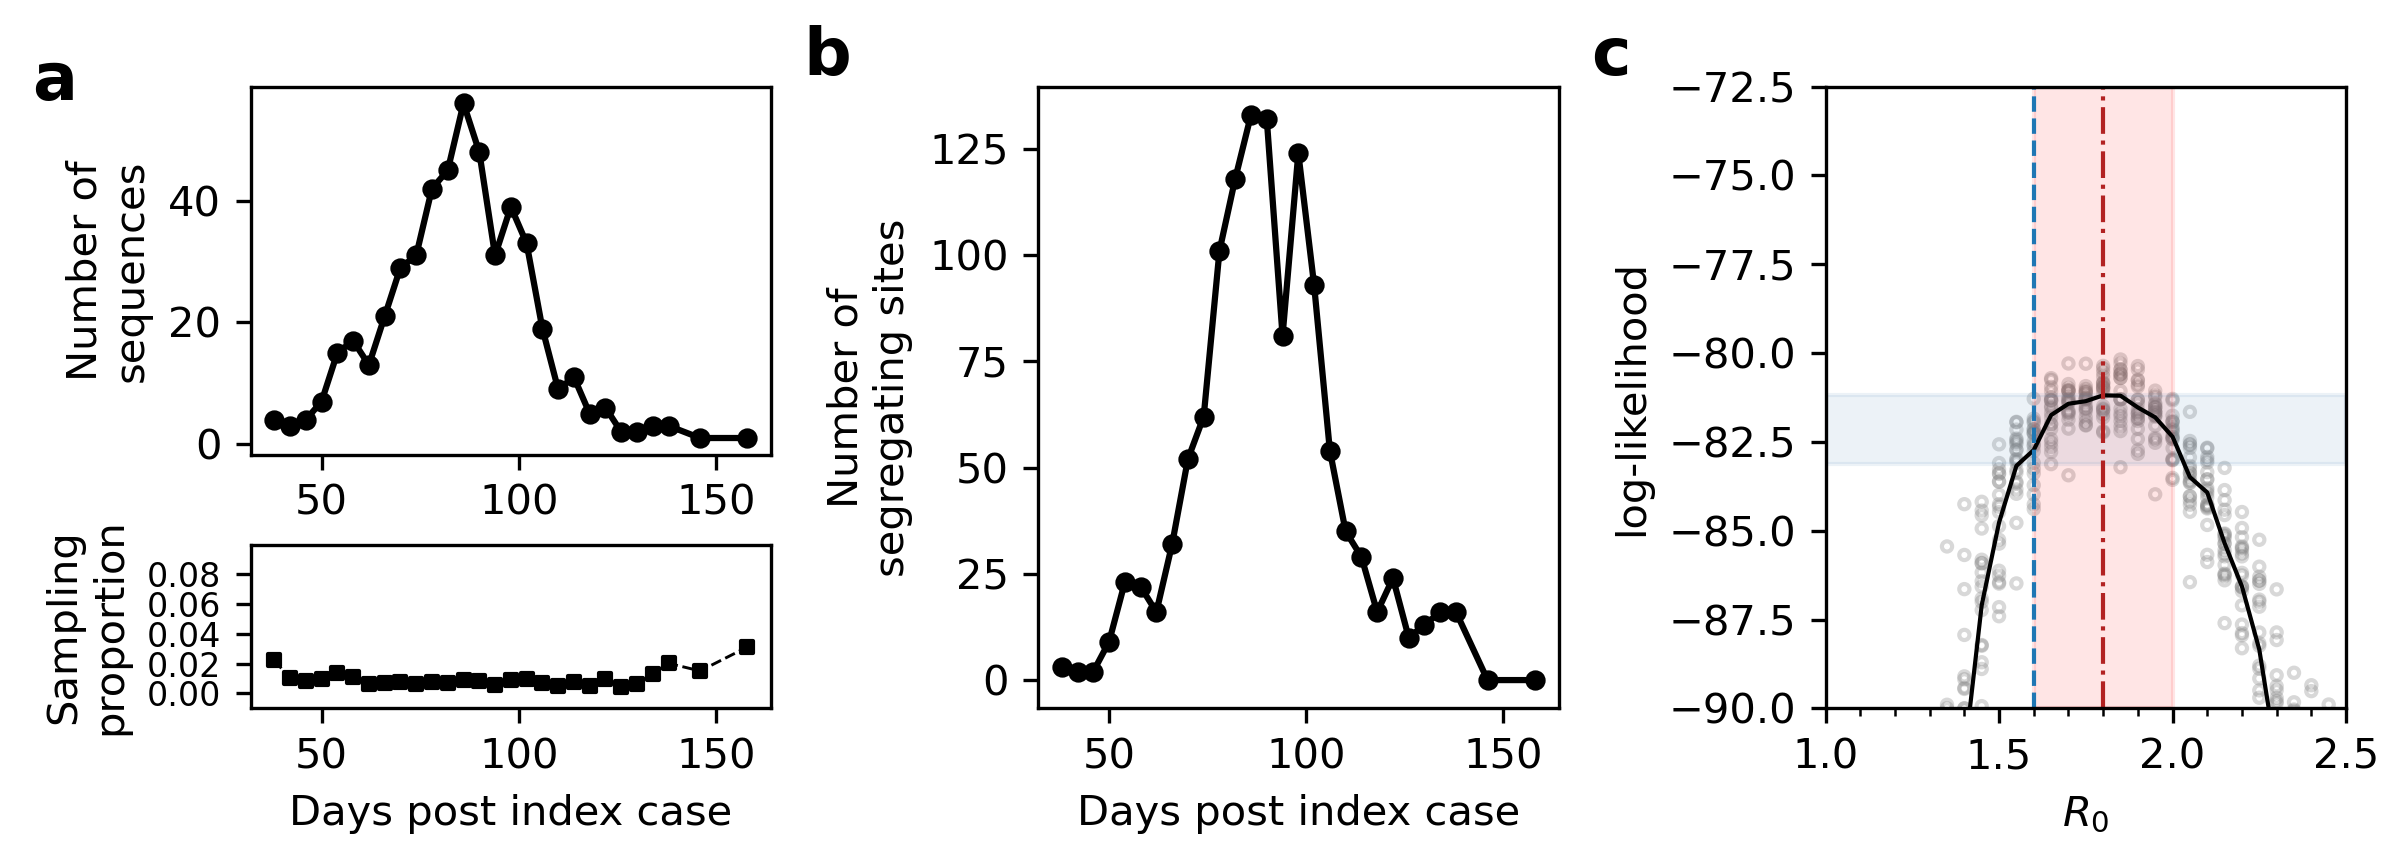 a
Number of
sequences
40
20
0
50
100
150
Sampling
proportion
0.08
0.06
0.04
0.02
0.00
50
100
150
Days post index case
b
Number of
segregating sites
125
100
75
50
25
0
50
100
150
Days post index case
c
log-likelihood
−72.5
−75.0
−77.5
−80.0
−82.5
−85.0
−87.5
−90.0
1.0
1.5
2.0
2.5
R0